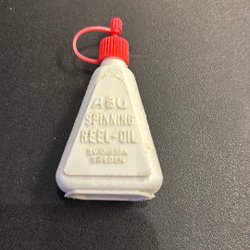 ABU
SPINNING
REEL-OIL
SVÄNGSTA
SWEDEN